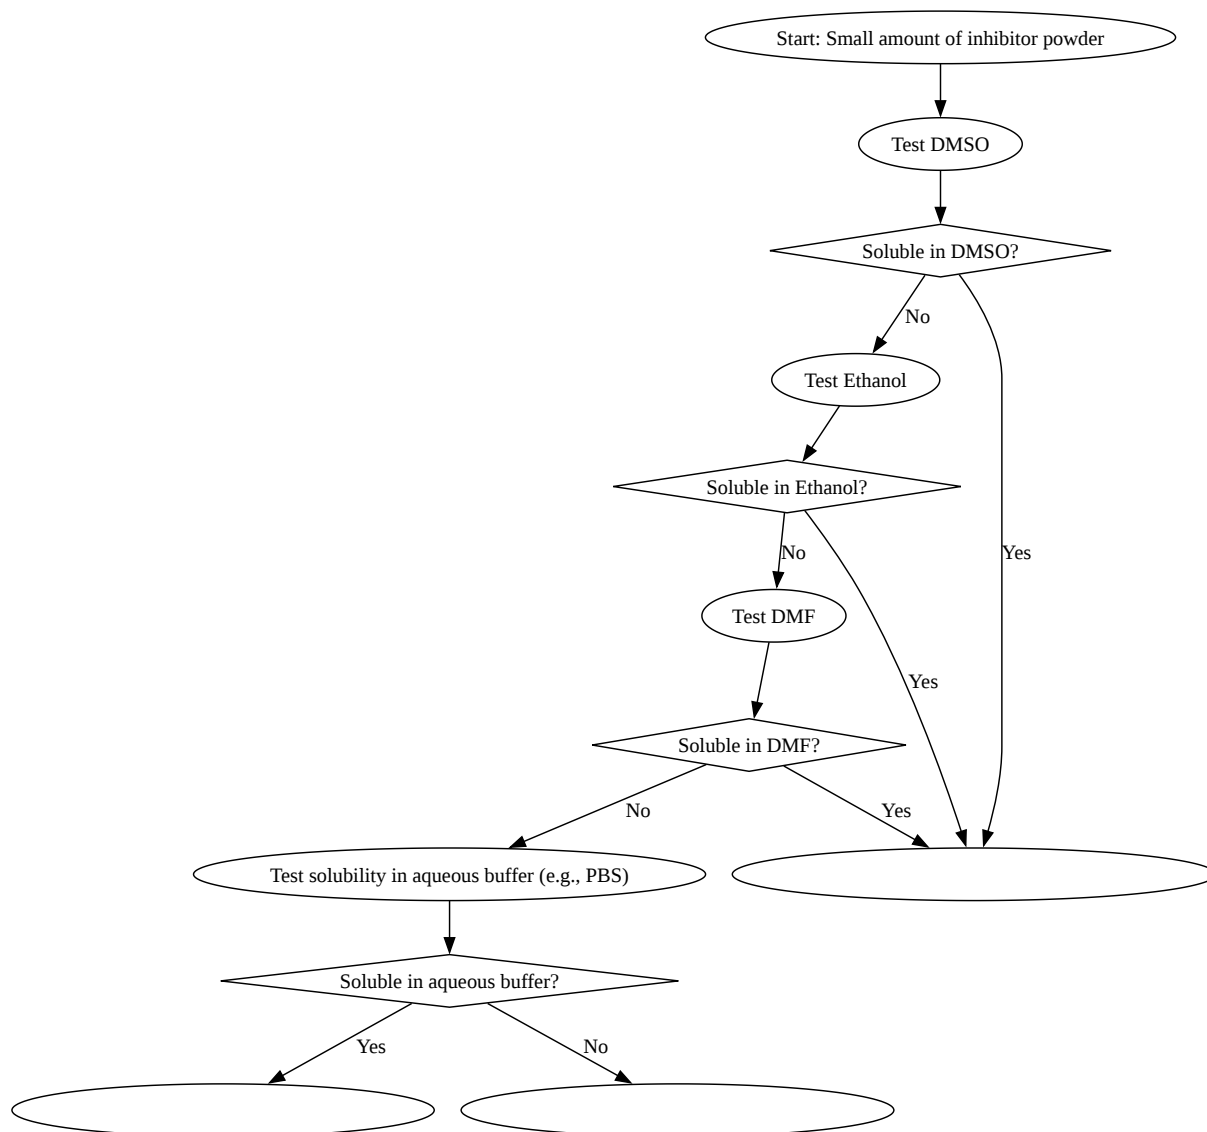 Start: Small amount of inhibitor powder
Test DMSO
Soluble in DMSO?
No
Test Ethanol
Soluble in Ethanol?
No
Yes
Test DMF
Yes
Soluble in DMF?
No
Yes
Test solubility in aqueous buffer (e.g., PBS)
Soluble in aqueous buffer?
Yes
No